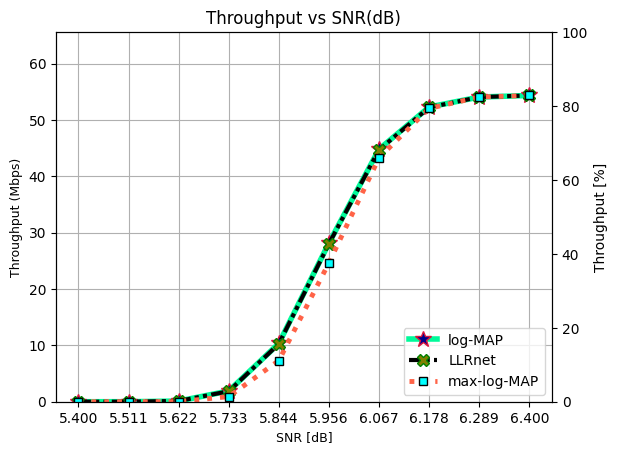 Throughput vs SNR(dB)
60
50
40
30
20
10
0
Throughput (Mbps)
100
80
60
40
20
0
Throughput [%]
log-MAP
LLRnet
max-log-MAP
5.400 5.511 5.622 5.733 5.844 5.956 6.067 6.178 6.289 6.400
SNR [dB]